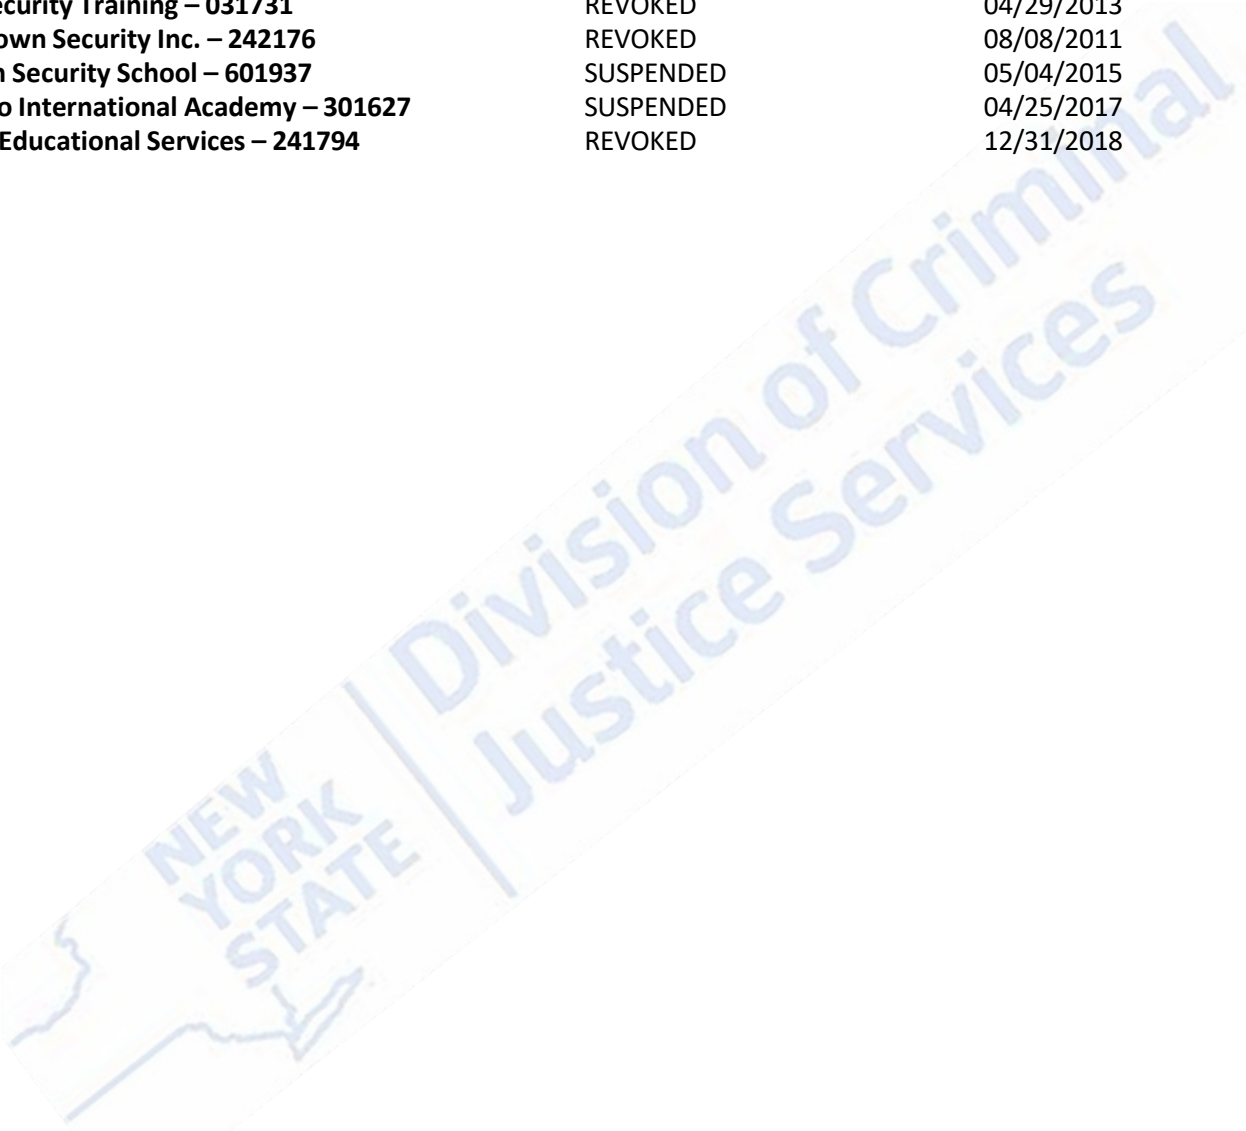 ecurity Training – 031731 REVOKED 04/29/2013
own Security Inc. – 242176 REVOKED 08/08/2011
n Security School – 601937 SUSPENDED 05/04/2015
o International Academy – 301627 SUSPENDED 04/25/2017
Educational Services – 241794 REVOKED 12/31/2018
Division of Criminal
Justice Services
NEW
YORK
STATE